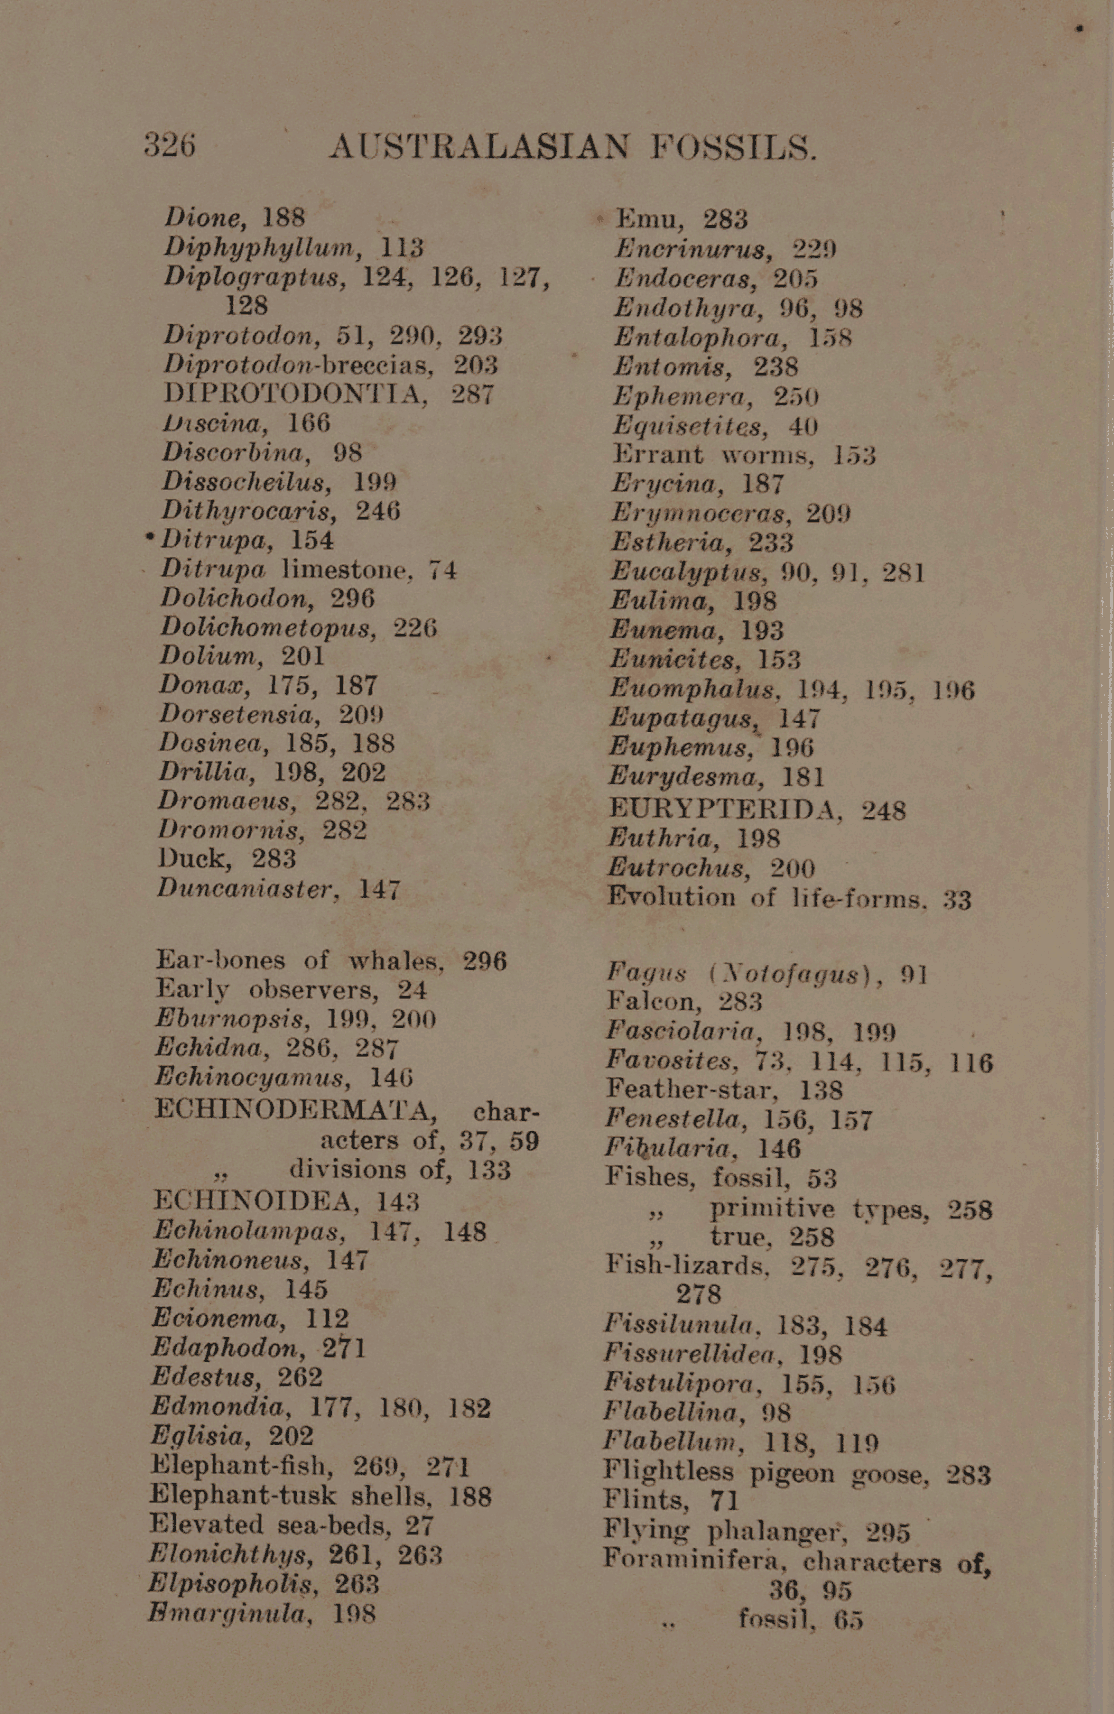 326 AUSTRALASIAN FOSSILS.
Dione, 188
Diphyphyllum, 113
Diplograptus, 124, 126, 127,
128
Diprotodon, 51, 290, 293
Diprotodon-breccias, 203
DIPROTODONTIA, 287
Discina, 166
Discorbina, 98
Dissocheilus, 199
Dithyrocaris, 246
Ditrupa, 154
Ditrupa limestone, 74
Dolichodon, 296
Dolichometopus, 226
Dolium, 201
Donax, 175, 187
Dorsetensia, 209
Dosinea, 185, 188
Drillia, 198, 202
Dromaeus, 282, 283
Dromornis, 282
Duck, 283
Duncaniaster, 147
Ear-bones of whales, 296
Early observers, 24
Eburnopsis, 199, 200
Echidna, 286, 287
Echinocyamus, 146
ECHINODERMATA, char-
acters of, 37, 59
„ divisions of, 133
ECHINOIDEA, 143
Echinolampas, 147, 148
Echinoneus, 147
Echinus, 145
Ecionema, 112
Edaphodon, 271
Edestus, 262
Edmondia, 177, 180, 182
Eglisia, 202
Elephant-fish, 269, 271
Elephant-tusk shells, 188
Elevated sea-beds, 27
Elonichthys, 261, 263
Elpisopholis, 263
Emarginula, 198
Emu, 283
Encrinurus, 229
Endoceras, 205
Endothyra, 96, 98
Entalophora, 158
Entomis, 238
Ephemera, 250
Equisetites, 40
Errant worms, 153
Erycina, 187
Erymnoceras, 209
Estheria, 233
Eucalyptus, 90, 91, 281
Eulima, 198
Eunema, 193
Eunicites, 153
Euomphalus, 194, 195, 196
Eupatagus, 147
Euphemus, 196
Eurydesma, 181
EURYPTERIDA, 248
Euthria, 198
Eutrochus, 200
Evolution of life-forms, 33
Fagus (Notofagus), 91
Falcon, 283
Fasciolaria, 198, 199
Favosites, 73, 114, 115, 116
Feather-star, 138
Fenestella, 156, 157
Fibularia, 146
Fishes, fossil, 53
„ primitive types, 258
„ true, 258
Fish-lizards, 275, 276, 277,
278
Fissilunula, 183, 184
Fissurellidea, 198
Fistulipora, 155, 156
Flabellina, 98
Flabellum, 118, 119
Flightless pigeon goose, 283
Flints, 71
Flying phalanger, 295
Foraminifera, characters of,
36, 95
„ fossil, 65